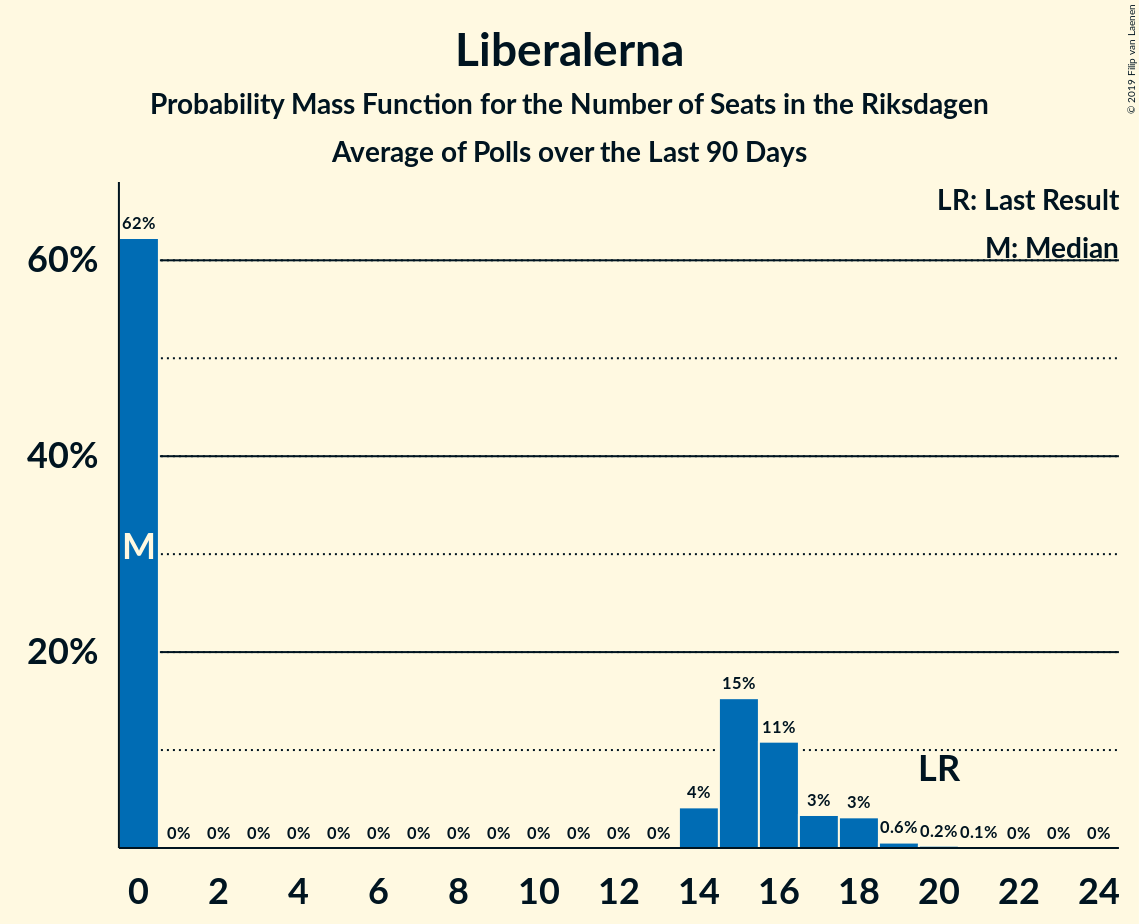 Liberalerna
Probability Mass Function for the Number of Seats in the Riksdagen
Average of Polls over the Last 90 Days
© 2019 Filip van Laenen
LR: Last Result
M: Median
62%
60%
40%
M
20%
15%
11%
LR
4%
3%
3%
0% 0% 0% 0% 0% 0% 0% 0% 0% 0% 0% 0% 0% 0.6% 0.2% 0.1% 0% 0% 0%
0 2 4 6 8 10 12 14 16 18 20 22 24